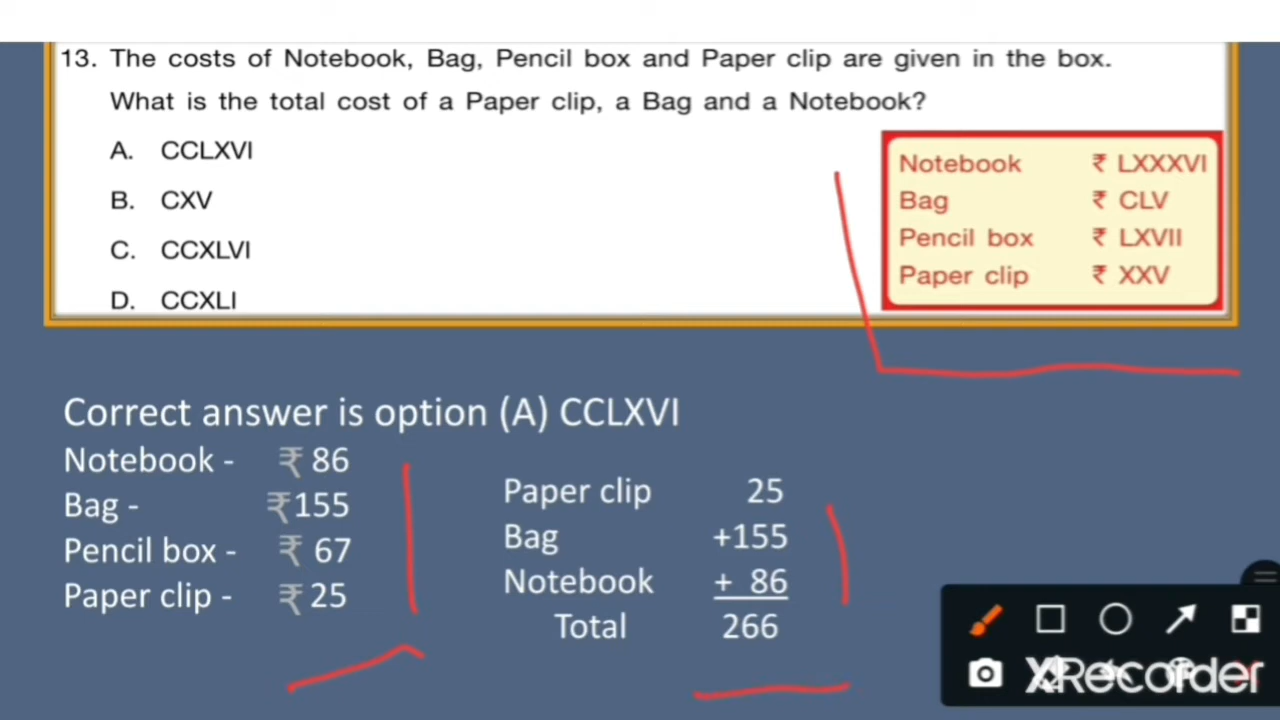 13. The costs of Notebook, Bag, Pencil box and Paper clip are given in the box.
What is the total cost of a Paper clip, a Bag and a Notebook?
A. CCLXVI
B. CXV
C. CCXLVI
D. CCXLI
Notebook ₹ LXXXVI
Bag ₹ CLV
Pencil box ₹ LXVII
Paper clip ₹ XXV
Correct answer is option (A) CCLXVI
Notebook - ₹ 86
Bag - ₹155
Pencil box - ₹ 67
Paper clip - ₹ 25
Paper clip 25
Bag +155
Notebook + 86
Total 266
XRecorder